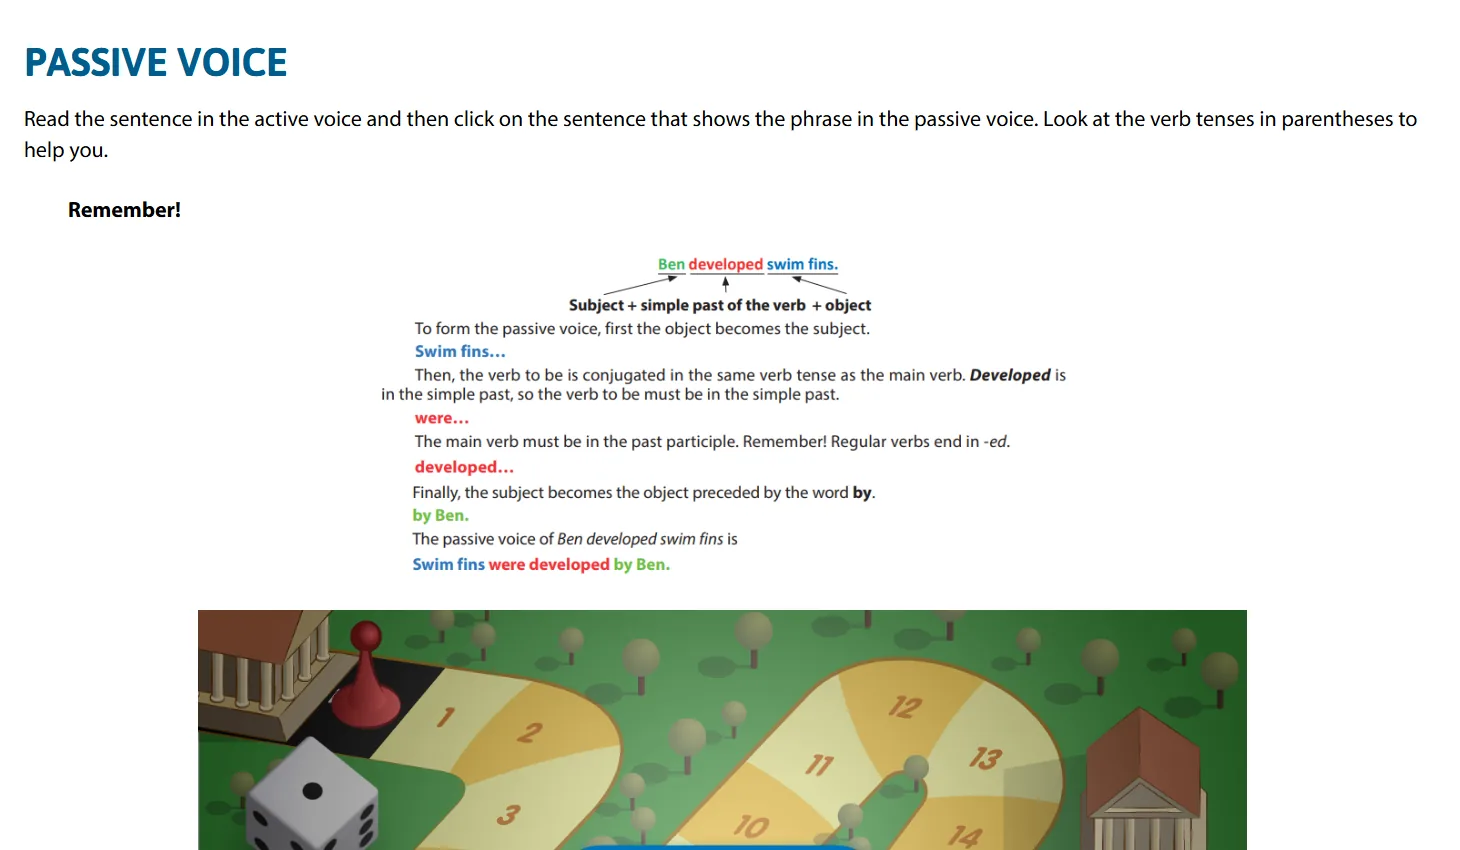 PASSIVE VOICE
Read the sentence in the active voice and then click on the sentence that shows the phrase in the passive voice. Look at the verb tenses in parentheses to
help you.
Remember!
Ben developed swim fins.
Subject + simple past of the verb + object
To form the passive voice, first the object becomes the subject.
Swim fins...
Then, the verb to be is conjugated in the same verb tense as the main verb. Developed is
in the simple past, so the verb to be must be in the simple past.
were...
The main verb must be in the past participle. Remember! Regular verbs end in -ed.
developed...
Finally, the subject becomes the object preceded by the word by.
by Ben.
The passive voice of Ben developed swim fins is
Swim fins were developed by Ben.
1
2
3
10
11
12
13
14